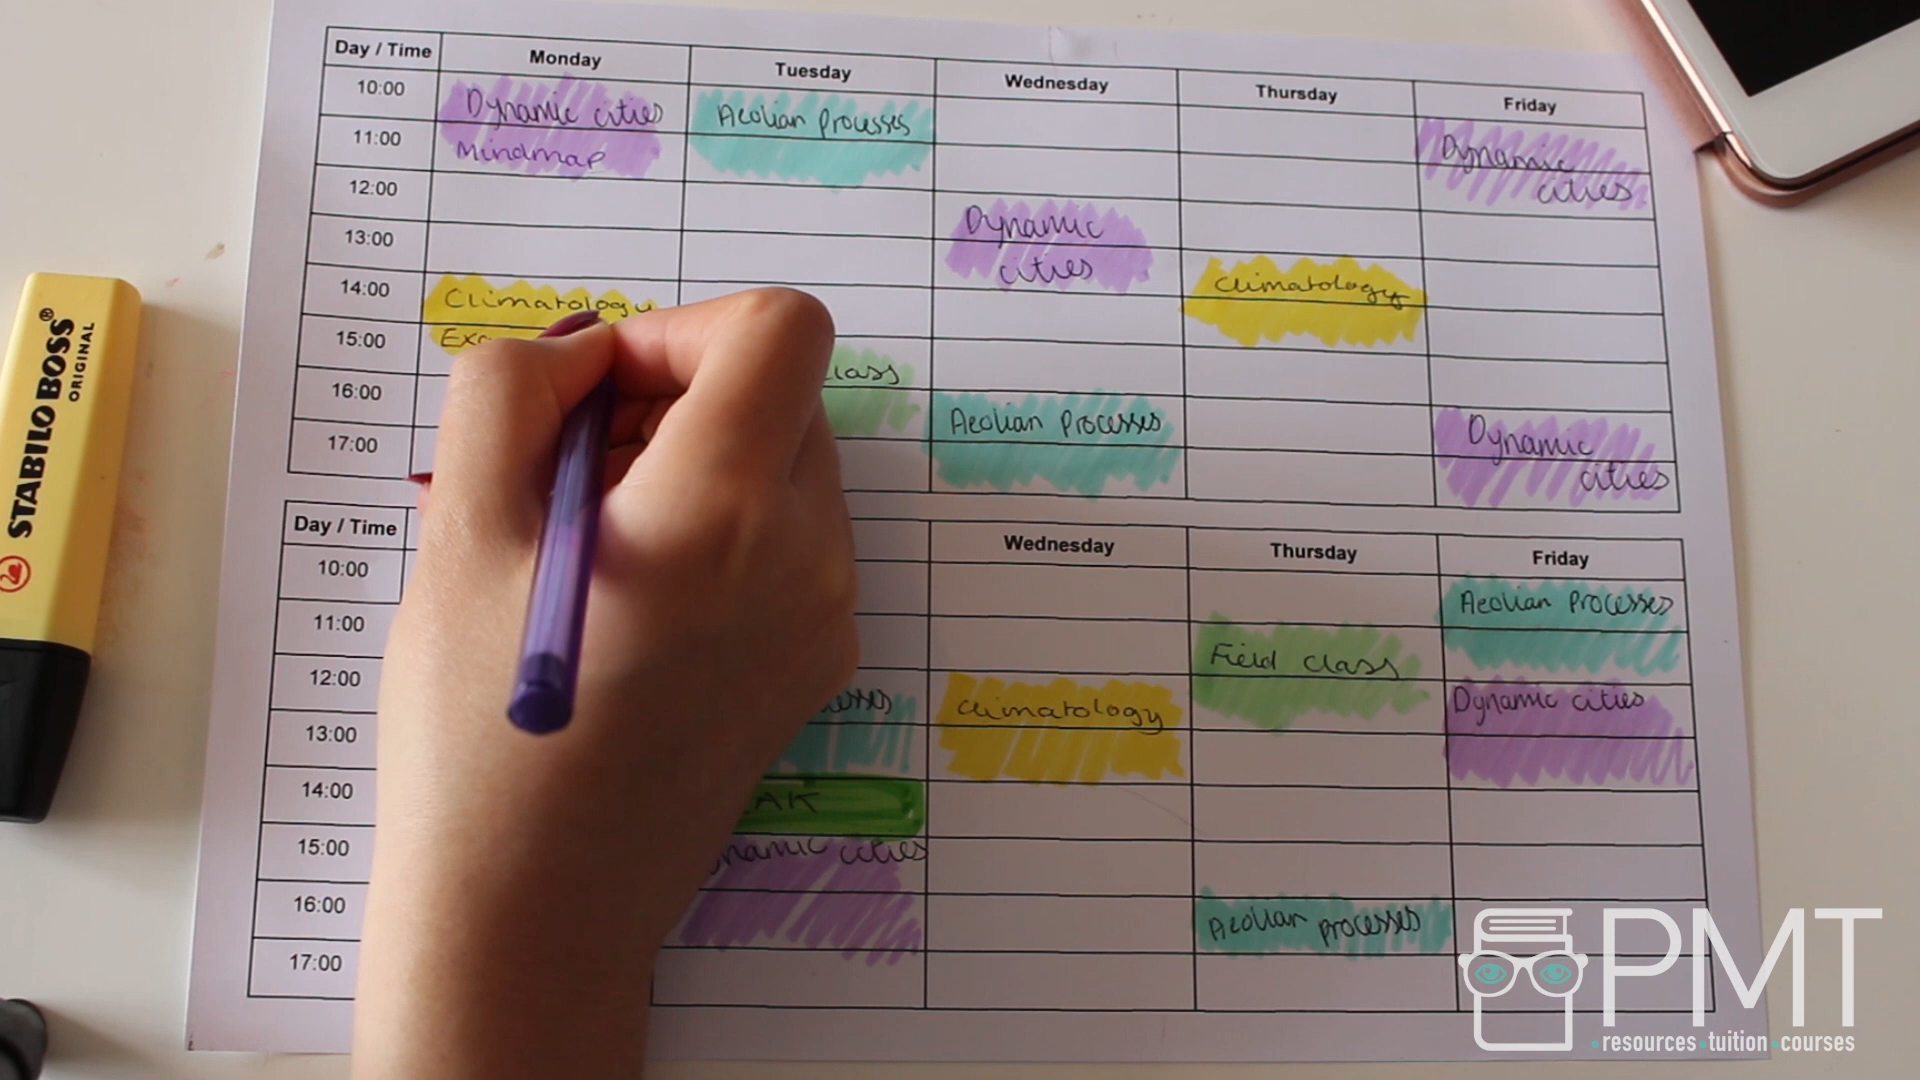 Day / Time Monday Tuesday Wednesday Thursday Friday
10:00 Dynamic cities Aeolian Processes Dynamic
11:00 Mindmap cities
12:00 Dynamic
13:00 cities Climatology
14:00 Climatology
15:00 class
16:00 Aeolian Processes Dynamic
17:00 cities
Day / Time Wednesday Thursday Friday
10:00 Aeolian Processes
11:00 Field class
12:00 Climatology Dynamic cities
13:00
14:00
15:00 cities
16:00 Aeolian processes
17:00
STABILO BOSS®
ORIGINAL
PMT
resources•tuition•courses